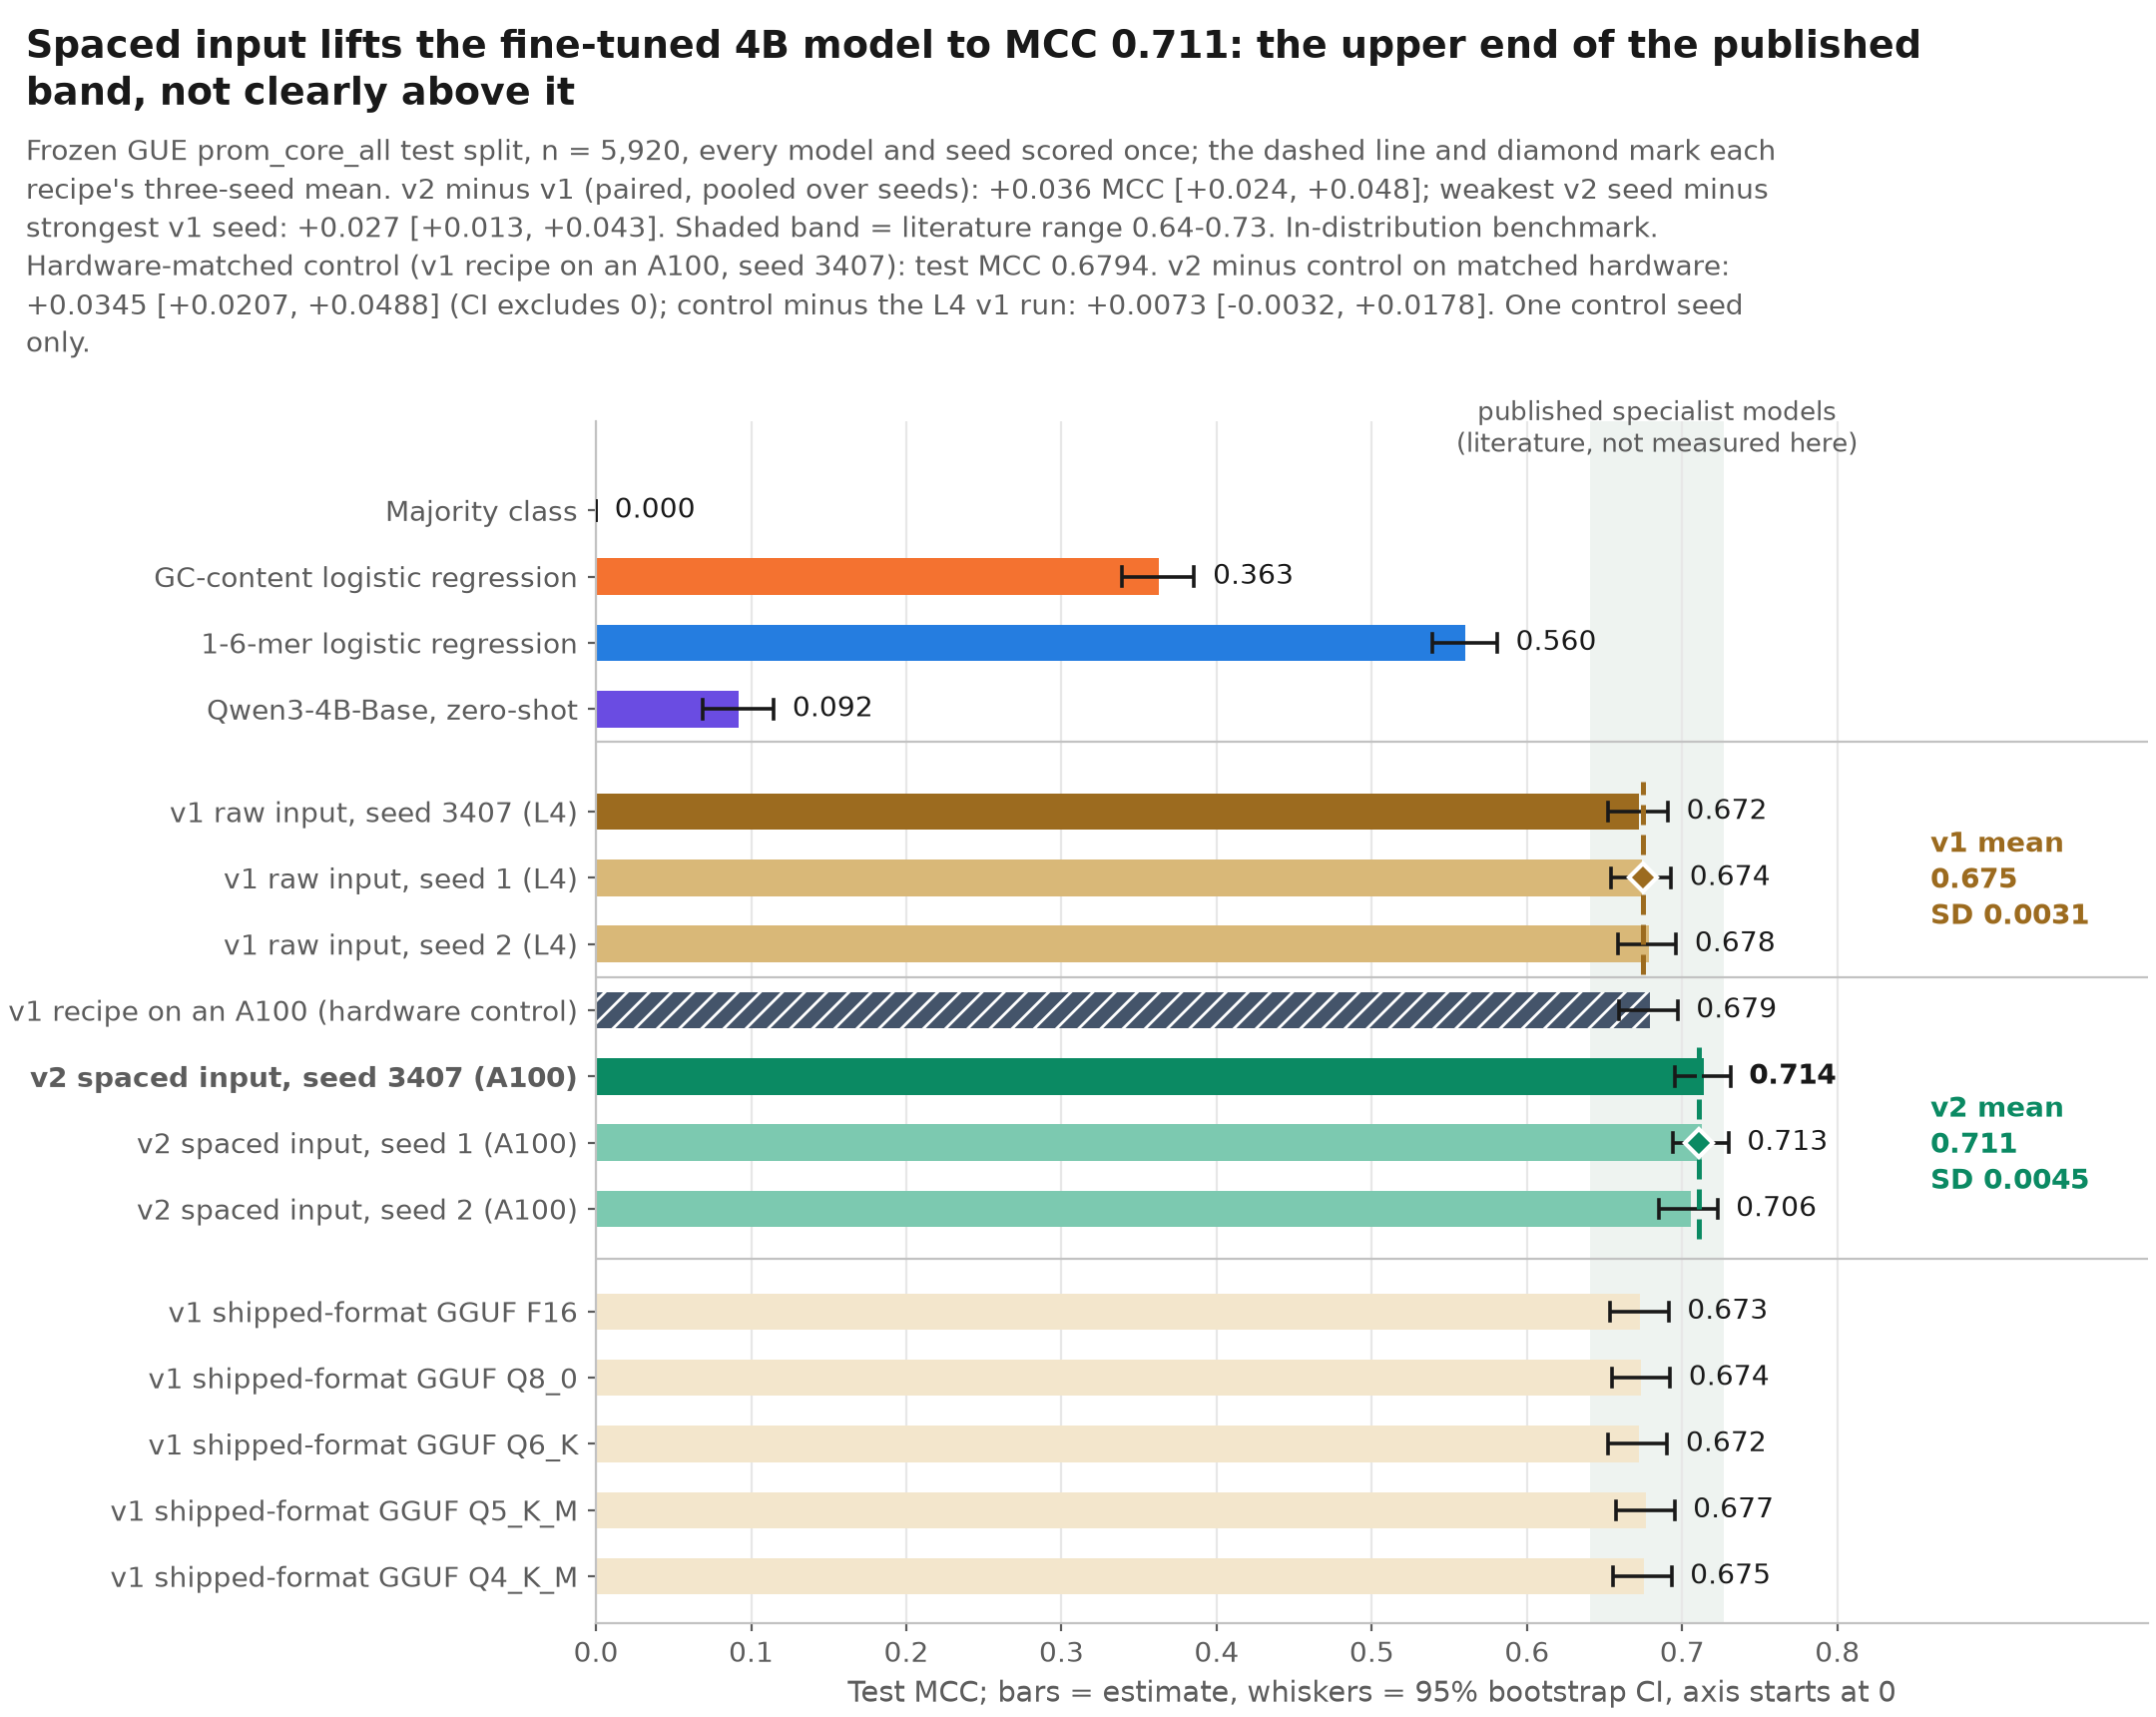 Spaced input lifts the fine-tuned 4B model to MCC 0.711: the upper end of the published
band, not clearly above it
Frozen GUE prom_core_all test split, n = 5,920, every model and seed scored once; the dashed line and diamond mark each
recipe's three-seed mean. v2 minus v1 (paired, pooled over seeds): +0.036 MCC [+0.024, +0.048]; weakest v2 seed minus
strongest v1 seed: +0.027 [+0.013, +0.043]. Shaded band = literature range 0.64-0.73. In-distribution benchmark.
Hardware-matched control (v1 recipe on an A100, seed 3407): test MCC 0.6794. v2 minus control on matched hardware:
+0.0345 [+0.0207, +0.0488] (CI excludes 0); control minus the L4 v1 run: +0.0073 [-0.0032, +0.0178]. One control seed
only.
published specialist models
(literature, not measured here)
Majority class 0.000
GC-content logistic regression 0.363
1-6-mer logistic regression 0.560
Qwen3-4B-Base, zero-shot 0.092
v1 raw input, seed 3407 (L4) 0.672
v1 raw input, seed 1 (L4) 0.674
v1 raw input, seed 2 (L4) 0.678
v1 mean
0.675
SD 0.0031
v1 recipe on an A100 (hardware control) 0.679
v2 spaced input, seed 3407 (A100) 0.714
v2 spaced input, seed 1 (A100) 0.713
v2 spaced input, seed 2 (A100) 0.706
v2 mean
0.711
SD 0.0045
v1 shipped-format GGUF F16 0.673
v1 shipped-format GGUF Q8_0 0.674
v1 shipped-format GGUF Q6_K 0.672
v1 shipped-format GGUF Q5_K_M 0.677
v1 shipped-format GGUF Q4_K_M 0.675
0.0 0.1 0.2 0.3 0.4 0.5 0.6 0.7 0.8
Test MCC; bars = estimate, whiskers = 95% bootstrap CI, axis starts at 0